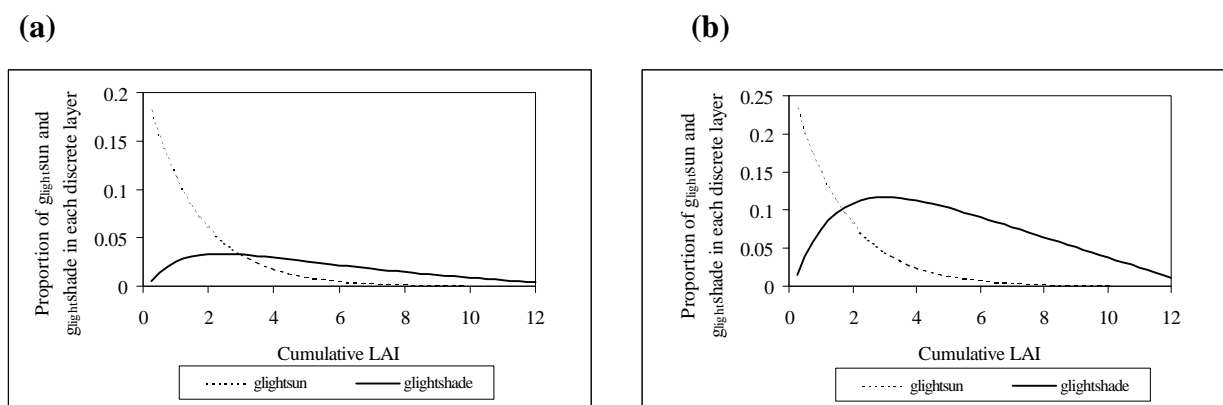 (a)
Proportion of glightsun and
glightshade in each discrete layer
0.2
0.15
0.1
0.05
0
0 2 4 6 8 10 12
Cumulative LAI
glightsun glightshade
(b)
Proportion of glightsun and
glightshade in each discrete layer
0.25
0.2
0.15
0.1
0.05
0
0 2 4 6 8 10 12
Cumulative LAI
glightsun glightshade